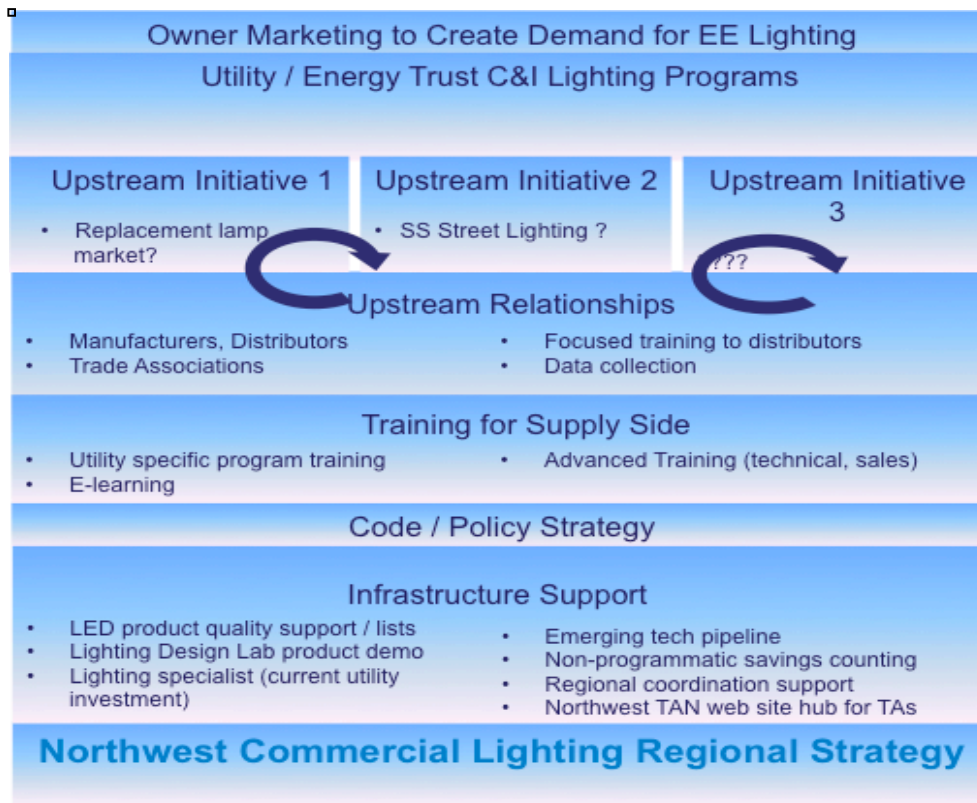 Owner Marketing to Create Demand for EE Lighting
Utility / Energy Trust C&I Lighting Programs
Upstream Initiative 1
• Replacement lamp
market?
Upstream Initiative 2
• SS Street Lighting ?
Upstream Initiative
3
???
Upstream Relationships
• Manufacturers, Distributors
• Trade Associations
• Focused training to distributors
• Data collection
Training for Supply Side
• Utility specific program training
• E-learning
• Advanced Training (technical, sales)
Code / Policy Strategy
Infrastructure Support
• LED product quality support / lists
• Lighting Design Lab product demo
• Lighting specialist (current utility
investment)
• Emerging tech pipeline
• Non-programmatic savings counting
• Regional coordination support
• Northwest TAN web site hub for TAs
Northwest Commercial Lighting Regional Strategy